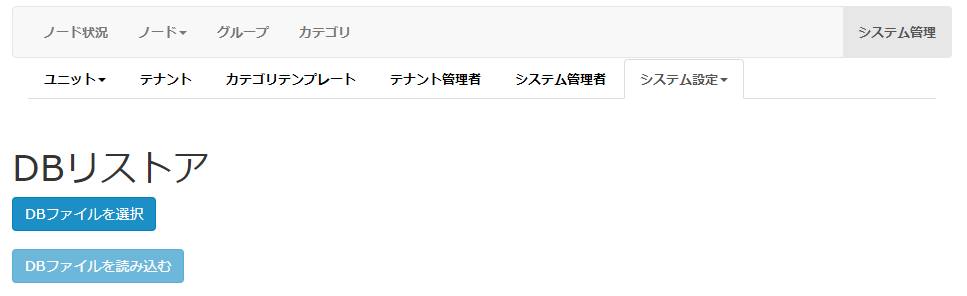 ノード状況 ノード グループ カテゴリ システム管理
ユニット テナント カテゴリテンプレート テナント管理者 システム管理者 システム設定
DBリストア
DBファイルを選択
DBファイルを読み込む